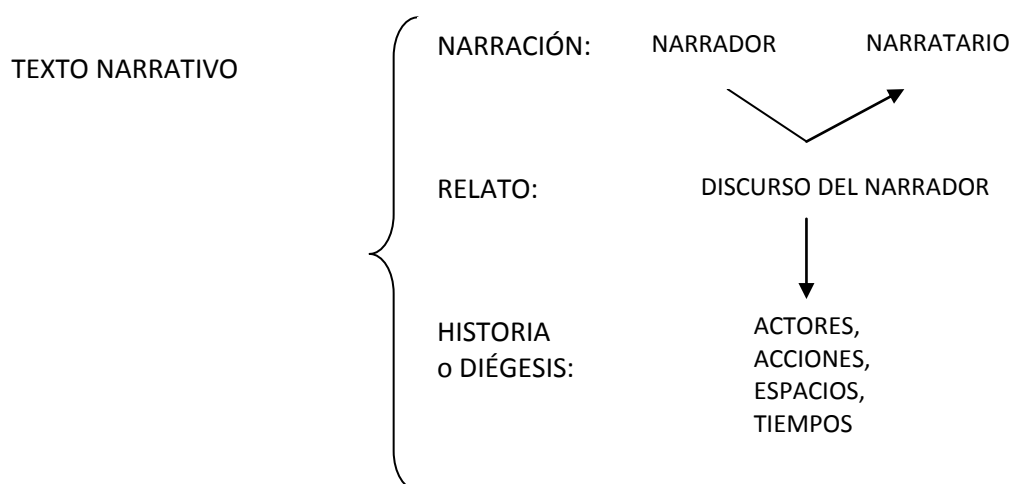 TEXTO NARRATIVO
NARRACIÓN: NARRADOR NARRATARIO
RELATO: DISCURSO DEL NARRADOR
HISTORIA
o DIÉGESIS:
ACTORES,
ACCIONES,
ESPACIOS,
TIEMPOS